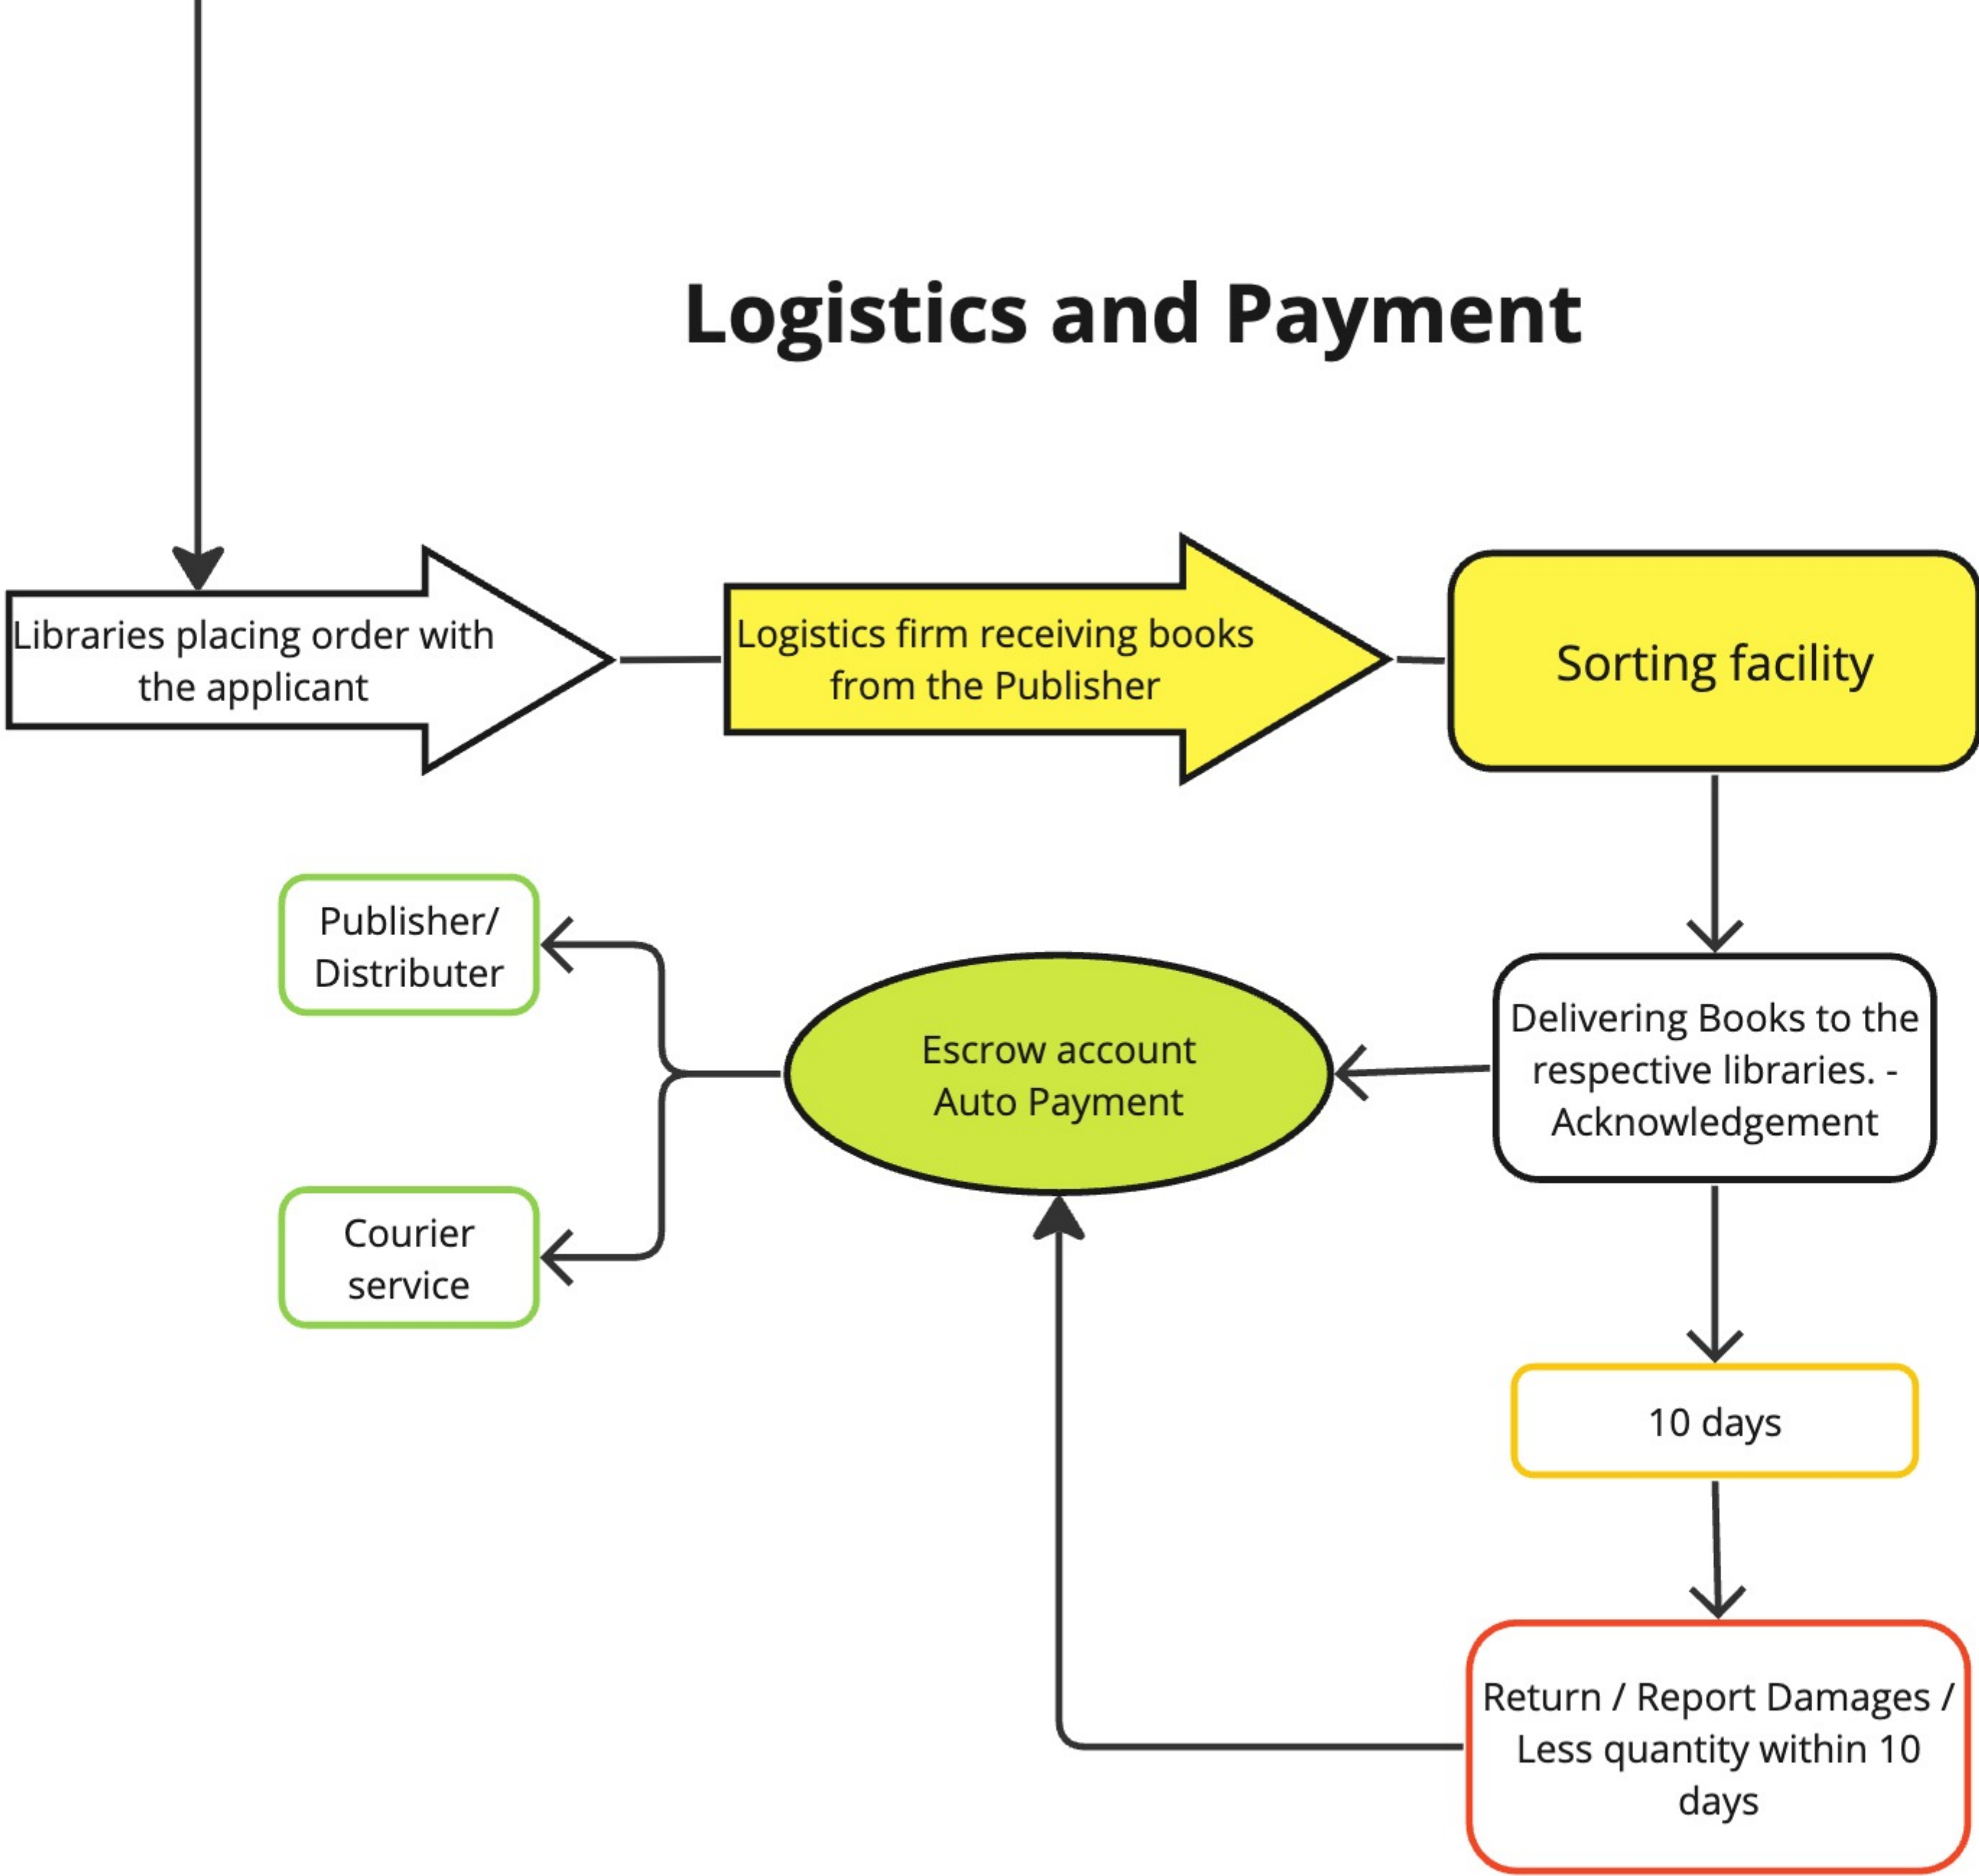 Logistics and Payment
Libraries placing order with
the applicant
Logistics firm receiving books
from the Publisher
Sorting facility
Publisher/
Distributer
Escrow account
Auto Payment
Delivering Books to the
respective libraries. -
Acknowledgement
Courier
service
10 days
Return / Report Damages /
Less quantity within 10
days